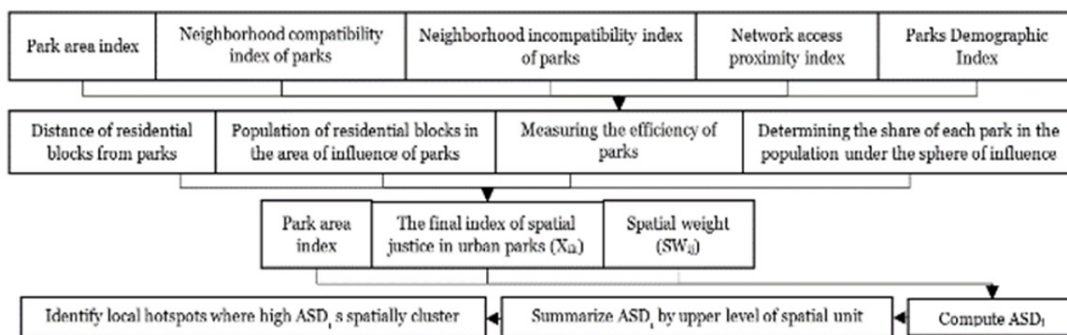 Park area index
Neighborhood compatibility
index of parks
Neighborhood incompatibility index
of parks
Network access
proximity index
Parks Demographic
Index
Distance of residential
blocks from parks
Population of residential blocks in
the area of influence of parks
Measuring the efficiency of
parks
Determining the share of each park in the
population under the sphere of influence
Park area
index
The final index of spatial
justice in urban parks (Xik)
Spatial weight
(SWij)
Identify local hotspots where high ASDi s spatially cluster
Summarize ASDi by upper level of spatial unit
Compute ASDi